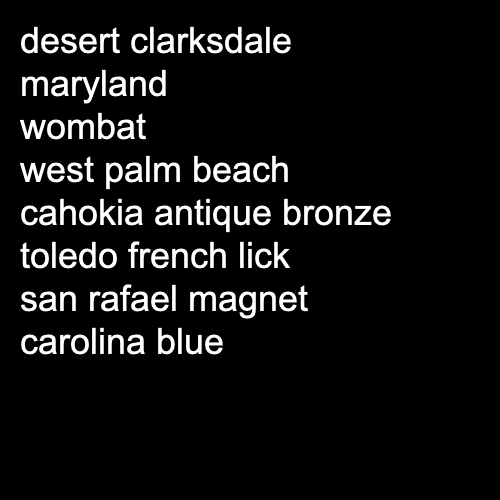 desert clarksdale
maryland
wombat
west palm beach
cahokia antique bronze
toledo french lick
san rafael magnet
carolina blue